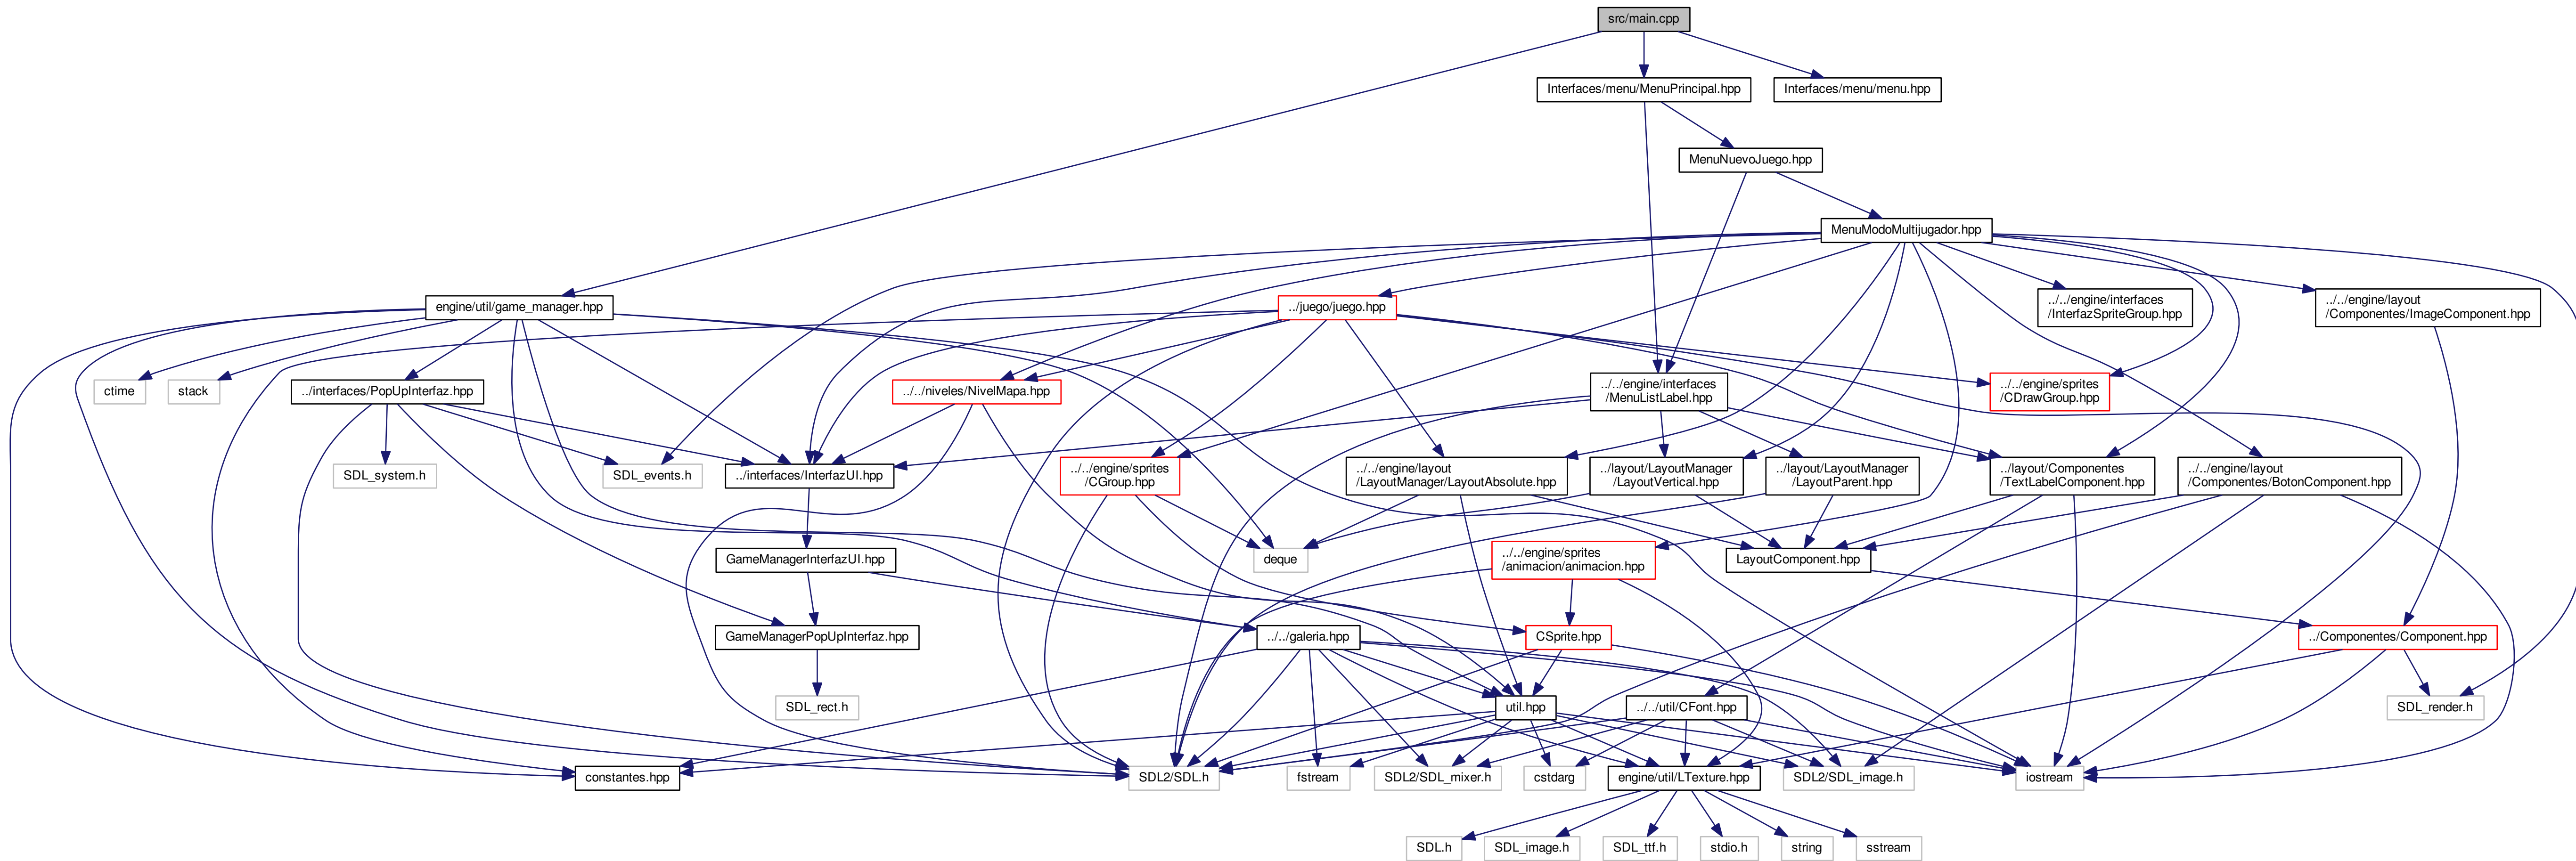 src/main.cpp
Interfaces/menu/MenuPrincipal.hpp
Interfaces/menu/menu.hpp
MenuNuevoJuego.hpp
MenuModoMultijugador.hpp
engine/util/game_manager.hpp
../juego/juego.hpp
../../engine/interfaces
/InterfazSpriteGroup.hpp
../../engine/layout
/Componentes/ImageComponent.hpp
ctime
stack
../interfaces/PopUpInterfaz.hpp
../../niveles/NivelMapa.hpp
../../engine/interfaces
/MenuListLabel.hpp
../../engine/sprites
/CDrawGroup.hpp
SDL_system.h
SDL_events.h
../interfaces/InterfazUI.hpp
../../engine/sprites
/CGroup.hpp
../../engine/layout
/LayoutManager/LayoutAbsolute.hpp
../layout/LayoutManager
/LayoutVertical.hpp
../layout/LayoutManager
/LayoutParent.hpp
../layout/Componentes
/TextLabelComponent.hpp
../../engine/layout
/Componentes/BotonComponent.hpp
GameManagerInterfazUI.hpp
deque
../../engine/sprites
/animacion/animacion.hpp
LayoutComponent.hpp
GameManagerPopUpInterfaz.hpp
../../galeria.hpp
CSprite.hpp
../Componentes/Component.hpp
SDL_rect.h
util.hpp
../../util/CFont.hpp
SDL_render.h
constantes.hpp
SDL2/SDL.h
fstream
SDL2/SDL_mixer.h
cstdarg
engine/util/LTexture.hpp
SDL2/SDL_image.h
iostream
SDL.h
SDL_image.h
SDL_ttf.h
stdio.h
string
sstream